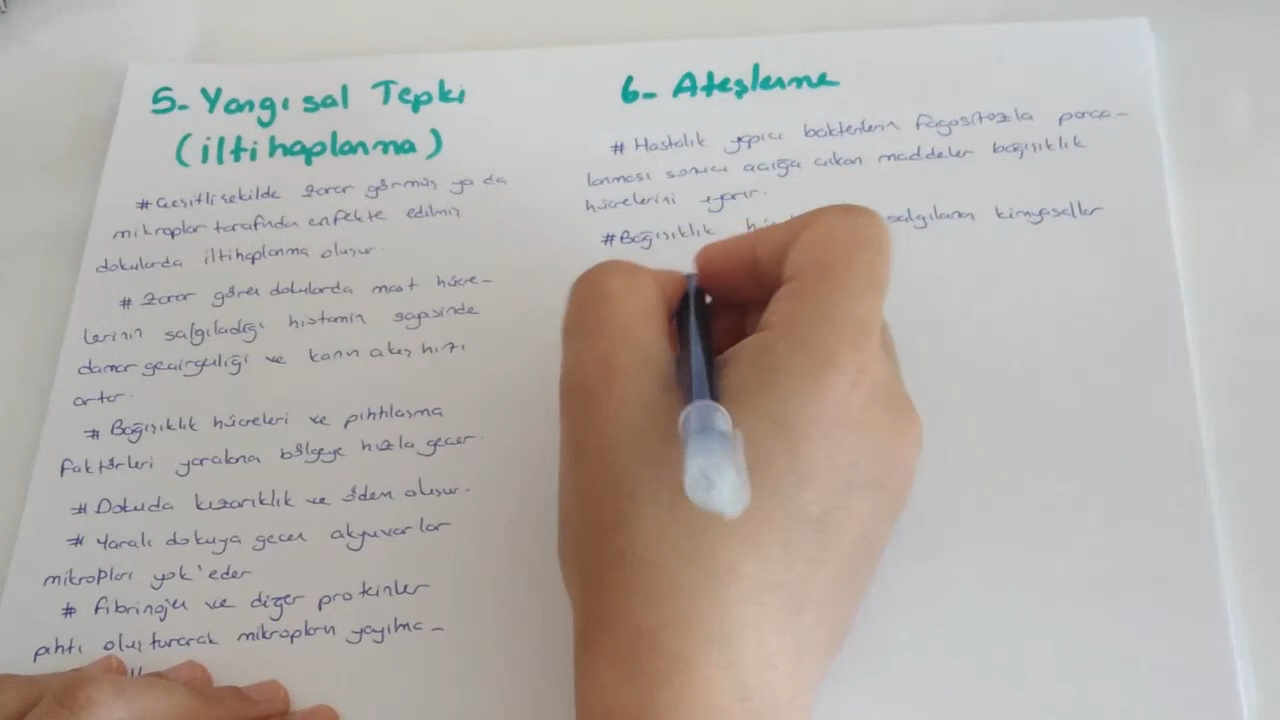 5- Yangısal Tepki
(iltihaplanma)
# Çeşitli şekilde zarar görmüş ya da
mikroplar tarafından enfekte edilmiş
dokularda iltihaplanma oluşur.
# Zarar gören dokularda mast hücre-
lerinin salgıladığı histamin sayesinde
damar geçirgenliği ve kanın akış hızı
artar.
# Bağışıklık hücreleri ve pıhtılaşma
faktörleri yaralanan bölgeye hızla geçer.
# Dokuda kızarıklık ve ödem oluşur.
# Yaralı dokuya geçen akyuvarlar
mikropları yok eder
# Fibrinojen ve diğer proteinler
pıhtı oluşturarak mikropların yayılma-
6- Ateşlenme
# Hastalık yapıcı bakterilerin fagositozla parça-
lanması sonucu açığa çıkan maddeler bağışıklık
hücrelerini uyarır.
# Bağışıklık salgılanan kimyasallar